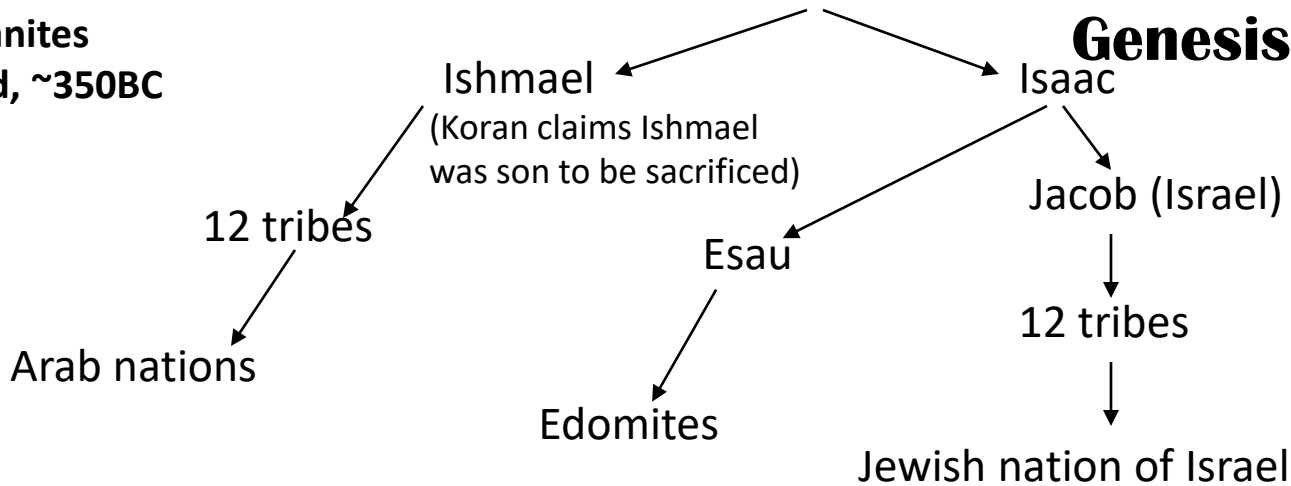 Genesis
nites
d, ~350BC
Ishmael
Isaac
(Koran claims Ishmael
was son to be sacrificed)
Jacob (Israel)
12 tribes
Esau
12 tribes
Arab nations
Edomites
Jewish nation of Israel